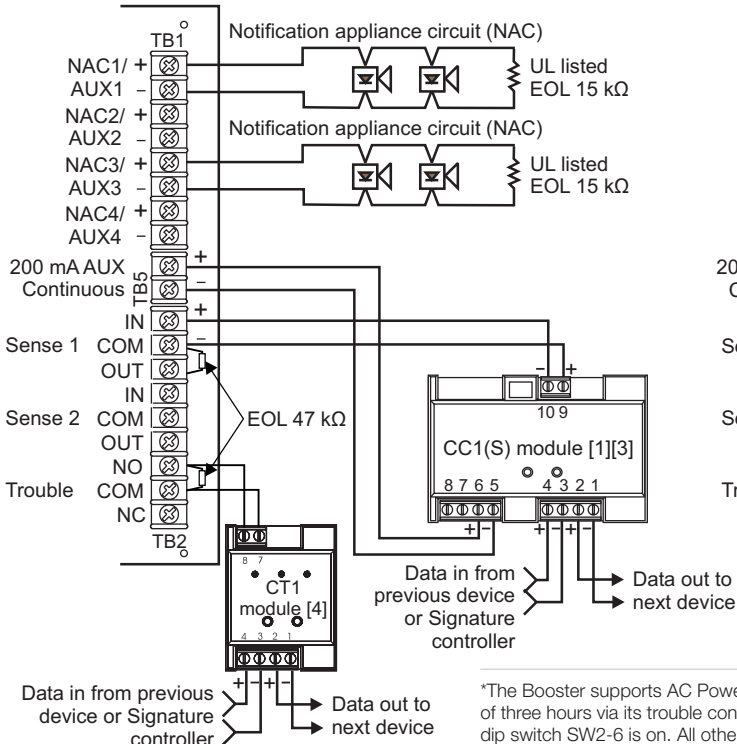 TB1
Notification appliance circuit (NAC)
NAC1/ +
AUX1 –
UL listed
EOL 15 kΩ
NAC2/ +
AUX2 –
Notification appliance circuit (NAC)
NAC3/ +
AUX3 –
UL listed
EOL 15 kΩ
NAC4/ +
AUX4 –
200 mA AUX
Continuous
TB5
+
–
IN
+
Sense 1 COM
–
OUT
IN
Sense 2 COM
OUT
NO
Trouble COM
NC
TB2
EOL 47 kΩ
– +
10 9
CC1(S) module [1][3]
8 7 6 5 4 3 2 1
+ – + – + –
Data in from
previous device
or Signature
controller
Data out to
next device
8 7
CT1
module [4]
4 3 2 1
+ – + –
Data in from previous
device or Signature
controller
Data out to
next device
*The Booster supports AC Powe
of three hours via its trouble con
dip switch SW2-6 is on. All othe
20
C
Se
Se
Tr